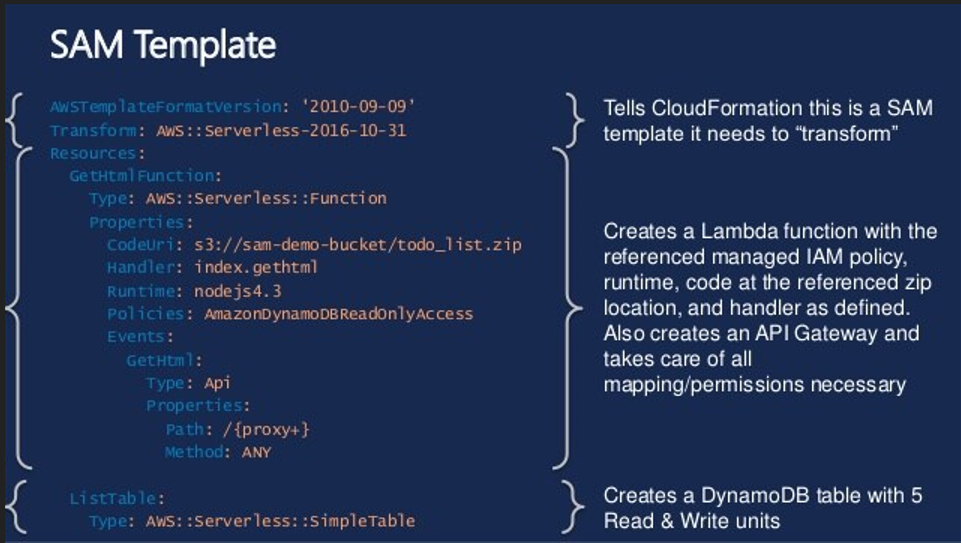 SAM Template
AWSTemplateFormatVersion: '2010-09-09'
Transform: AWS::Serverless-2016-10-31
Resources:
GetHtmlFunction:
Type: AWS::Serverless::Function
Properties:
CodeUri: s3://sam-demo-bucket/todo_list.zip
Handler: index.gethtml
Runtime: nodejs4.3
Policies: AmazonDynamoDBReadOnlyAccess
Events:
GetHtml:
Type: Api
Properties:
Path: /{proxy+}
Method: ANY
ListTable:
Type: AWS::Serverless::SimpleTable
Tells CloudFormation this is a SAM
template it needs to “transform”
Creates a Lambda function with the
referenced managed IAM policy,
runtime, code at the referenced zip
location, and handler as defined.
Also creates an API Gateway and
takes care of all
mapping/permissions necessary
Creates a DynamoDB table with 5
Read & Write units